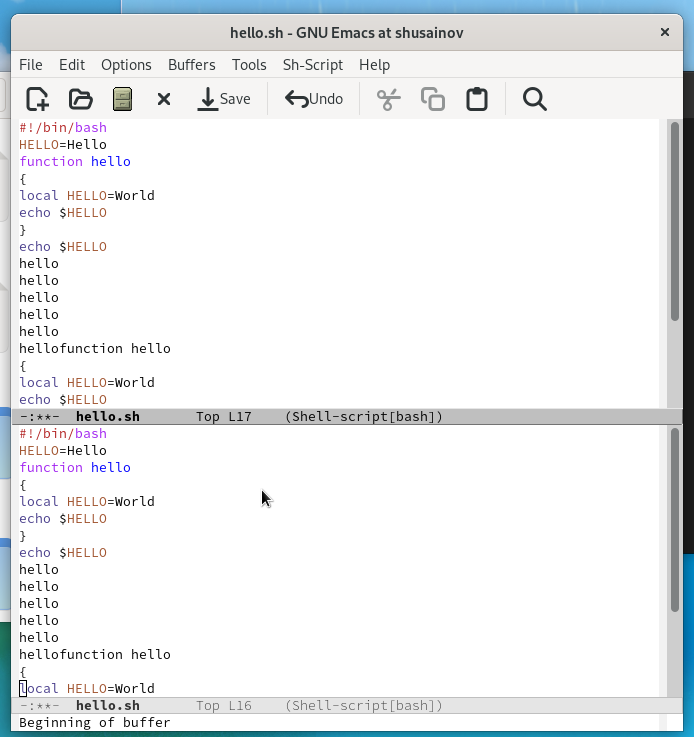 hello.sh - GNU Emacs at shusainov
File Edit Options Buffers Tools Sh-Script Help
Save Undo
#!/bin/bash
HELLO=Hello
function hello
{
local HELLO=World
echo $HELLO
}
echo $HELLO
hello
hello
hello
hello
hello
hellofunction hello
{
local HELLO=World
echo $HELLO
-:**- hello.sh Top L17 (Shell-script[bash])
#!/bin/bash
HELLO=Hello
function hello
{
local HELLO=World
echo $HELLO
}
echo $HELLO
hello
hello
hello
hello
hello
hellofunction hello
{
local HELLO=World
-:**- hello.sh Top L16 (Shell-script[bash])
Beginning of buffer